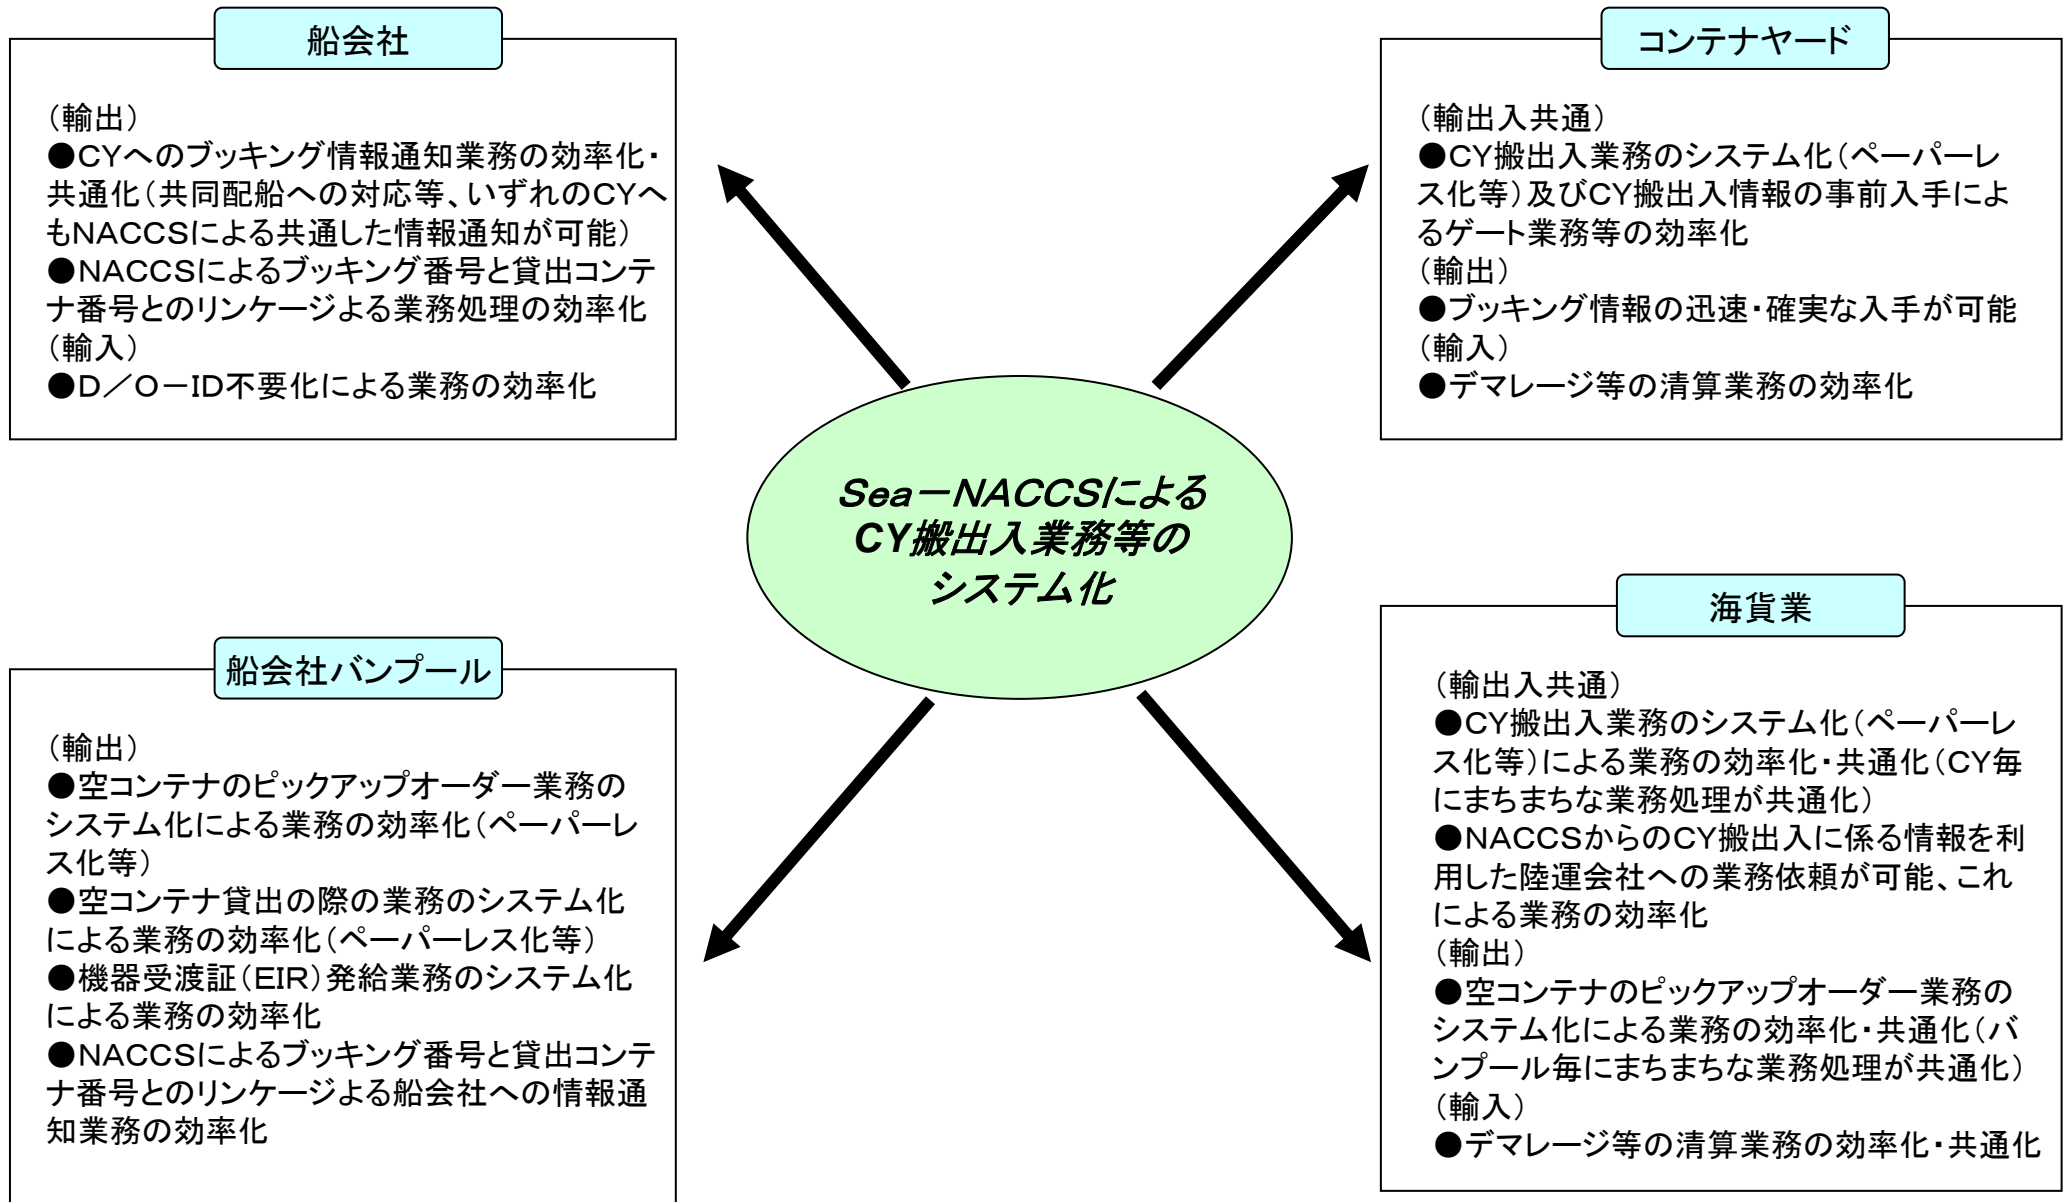 船会社
（輸出）
●ＣＹへのブッキング情報通知業務の効率化・
共通化（共同配船への対応等、いずれのＣＹへ
もNACCSによる共通した情報通知が可能）
●ＮＡＣＣＳによるブッキング番号と貸出コンテ
ナ番号とのリンケージよる業務処理の効率化
（輸入）
●Ｄ／Ｏ－ＩＤ不要化による業務の効率化
コンテナヤード
（輸出入共通）
●ＣＹ搬出入業務のシステム化（ペーパーレ
ス化等）及びＣＹ搬出入情報の事前入手によ
るゲート業務等の効率化
（輸出）
●ブッキング情報の迅速・確実な入手が可能
（輸入）
●デマレージ等の清算業務の効率化
Ｓｅａ－ＮＡＣＣＳによる
CY搬出入業務等の
システム化
船会社バンプール
（輸出）
●空コンテナのピックアップオーダー業務の
システム化による業務の効率化（ペーパーレ
ス化等）
●空コンテナ貸出の際の業務のシステム化
による業務の効率化（ペーパーレス化等）
●機器受渡証（ＥＩＲ）発給業務のシステム化
による業務の効率化
●ＮＡＣＣＳによるブッキング番号と貸出コンテ
ナ番号とのリンケージよる船会社への情報通
知業務の効率化
海貨業
（輸出入共通）
●ＣＹ搬出入業務のシステム化（ペーパーレ
ス化等）による業務の効率化・共通化（ＣＹ毎
にまちまちな業務処理が共通化）
●ＮＡＣＣＳからのＣＹ搬出入に係る情報を利
用した陸運会社への業務依頼が可能、これ
による業務の効率化
（輸出）
●空コンテナのピックアップオーダー業務の
システム化による業務の効率化・共通化（バ
ンプール毎にまちまちな業務処理が共通化）
（輸入）
●デマレージ等の清算業務の効率化・共通化